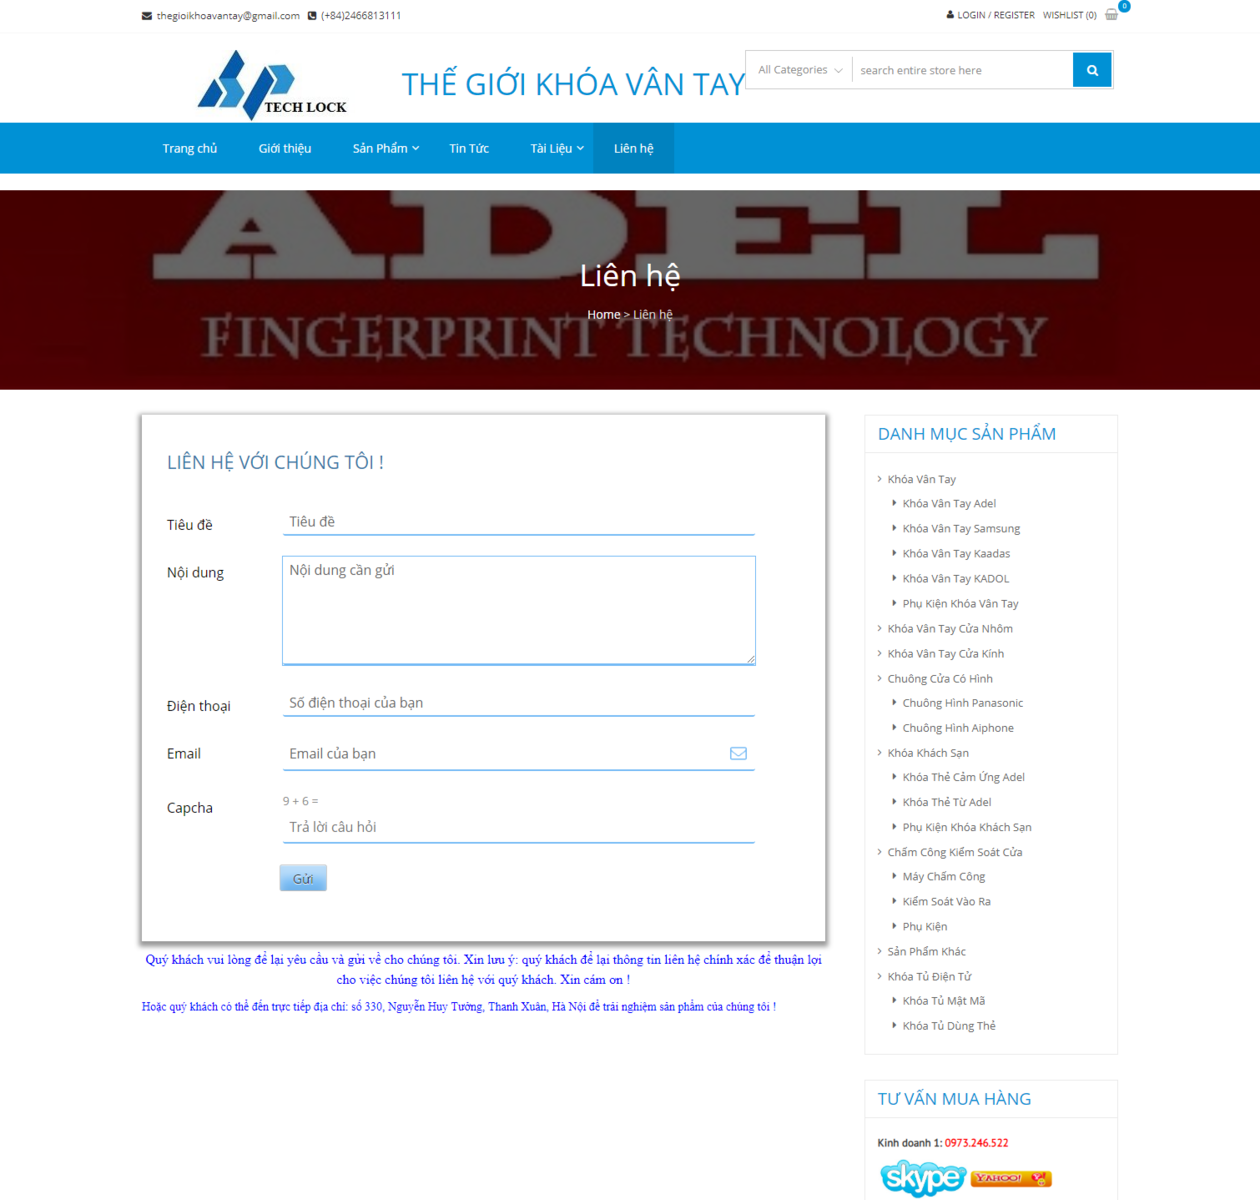 thegioikhoavantay@gmail.com (+84)2466813111
LOGIN / REGISTER WISHLIST (0) 0
TECH LOCK
THẾ GIỚI KHÓA VÂN TAY
All Categories search entire store here
Trang chủ Giới thiệu Sản Phẩm Tin Tức Tài Liệu Liên hệ
ADEL
Liên hệ
Home > Liên hệ
FINGERPRINT TECHNOLOGY
LIÊN HỆ VỚI CHÚNG TÔI !
Tiêu đề Tiêu đề
Nội dung Nội dung cần gửi
Điện thoại Số điện thoại của bạn
Email Email của bạn
Capcha 9 + 6 =
Trả lời câu hỏi
Gửi
Quý khách vui lòng để lại yêu cầu và gửi về cho chúng tôi. Xin lưu ý: quý khách để lại thông tin liên hệ chính xác để thuận lợi
cho việc chúng tôi liên hệ với quý khách. Xin cám ơn !
Hoặc quý khách có thể đến trực tiếp địa chỉ: số 330, Nguyễn Huy Tưởng, Thanh Xuân, Hà Nội để trải nghiệm sản phẩm của chúng tôi !
DANH MỤC SẢN PHẨM
Khóa Vân Tay
Khóa Vân Tay Adel
Khóa Vân Tay Samsung
Khóa Vân Tay Kaadas
Khóa Vân Tay KADOL
Phụ Kiện Khóa Vân Tay
Khóa Vân Tay Cửa Nhôm
Khóa Vân Tay Cửa Kính
Chuông Cửa Có Hình
Chuông Hình Panasonic
Chuông Hình Aiphone
Khóa Khách Sạn
Khóa Thẻ Cảm Ứng Adel
Khóa Thẻ Từ Adel
Phụ Kiện Khóa Khách Sạn
Chấm Công Kiểm Soát Cửa
Máy Chấm Công
Kiểm Soát Vào Ra
Phụ Kiện
Sản Phẩm Khác
Khóa Tủ Điện Tử
Khóa Tủ Mật Mã
Khóa Tủ Dùng Thẻ
TƯ VẤN MUA HÀNG
Kinh doanh 1: 0973.246.522
skype YAHOO!